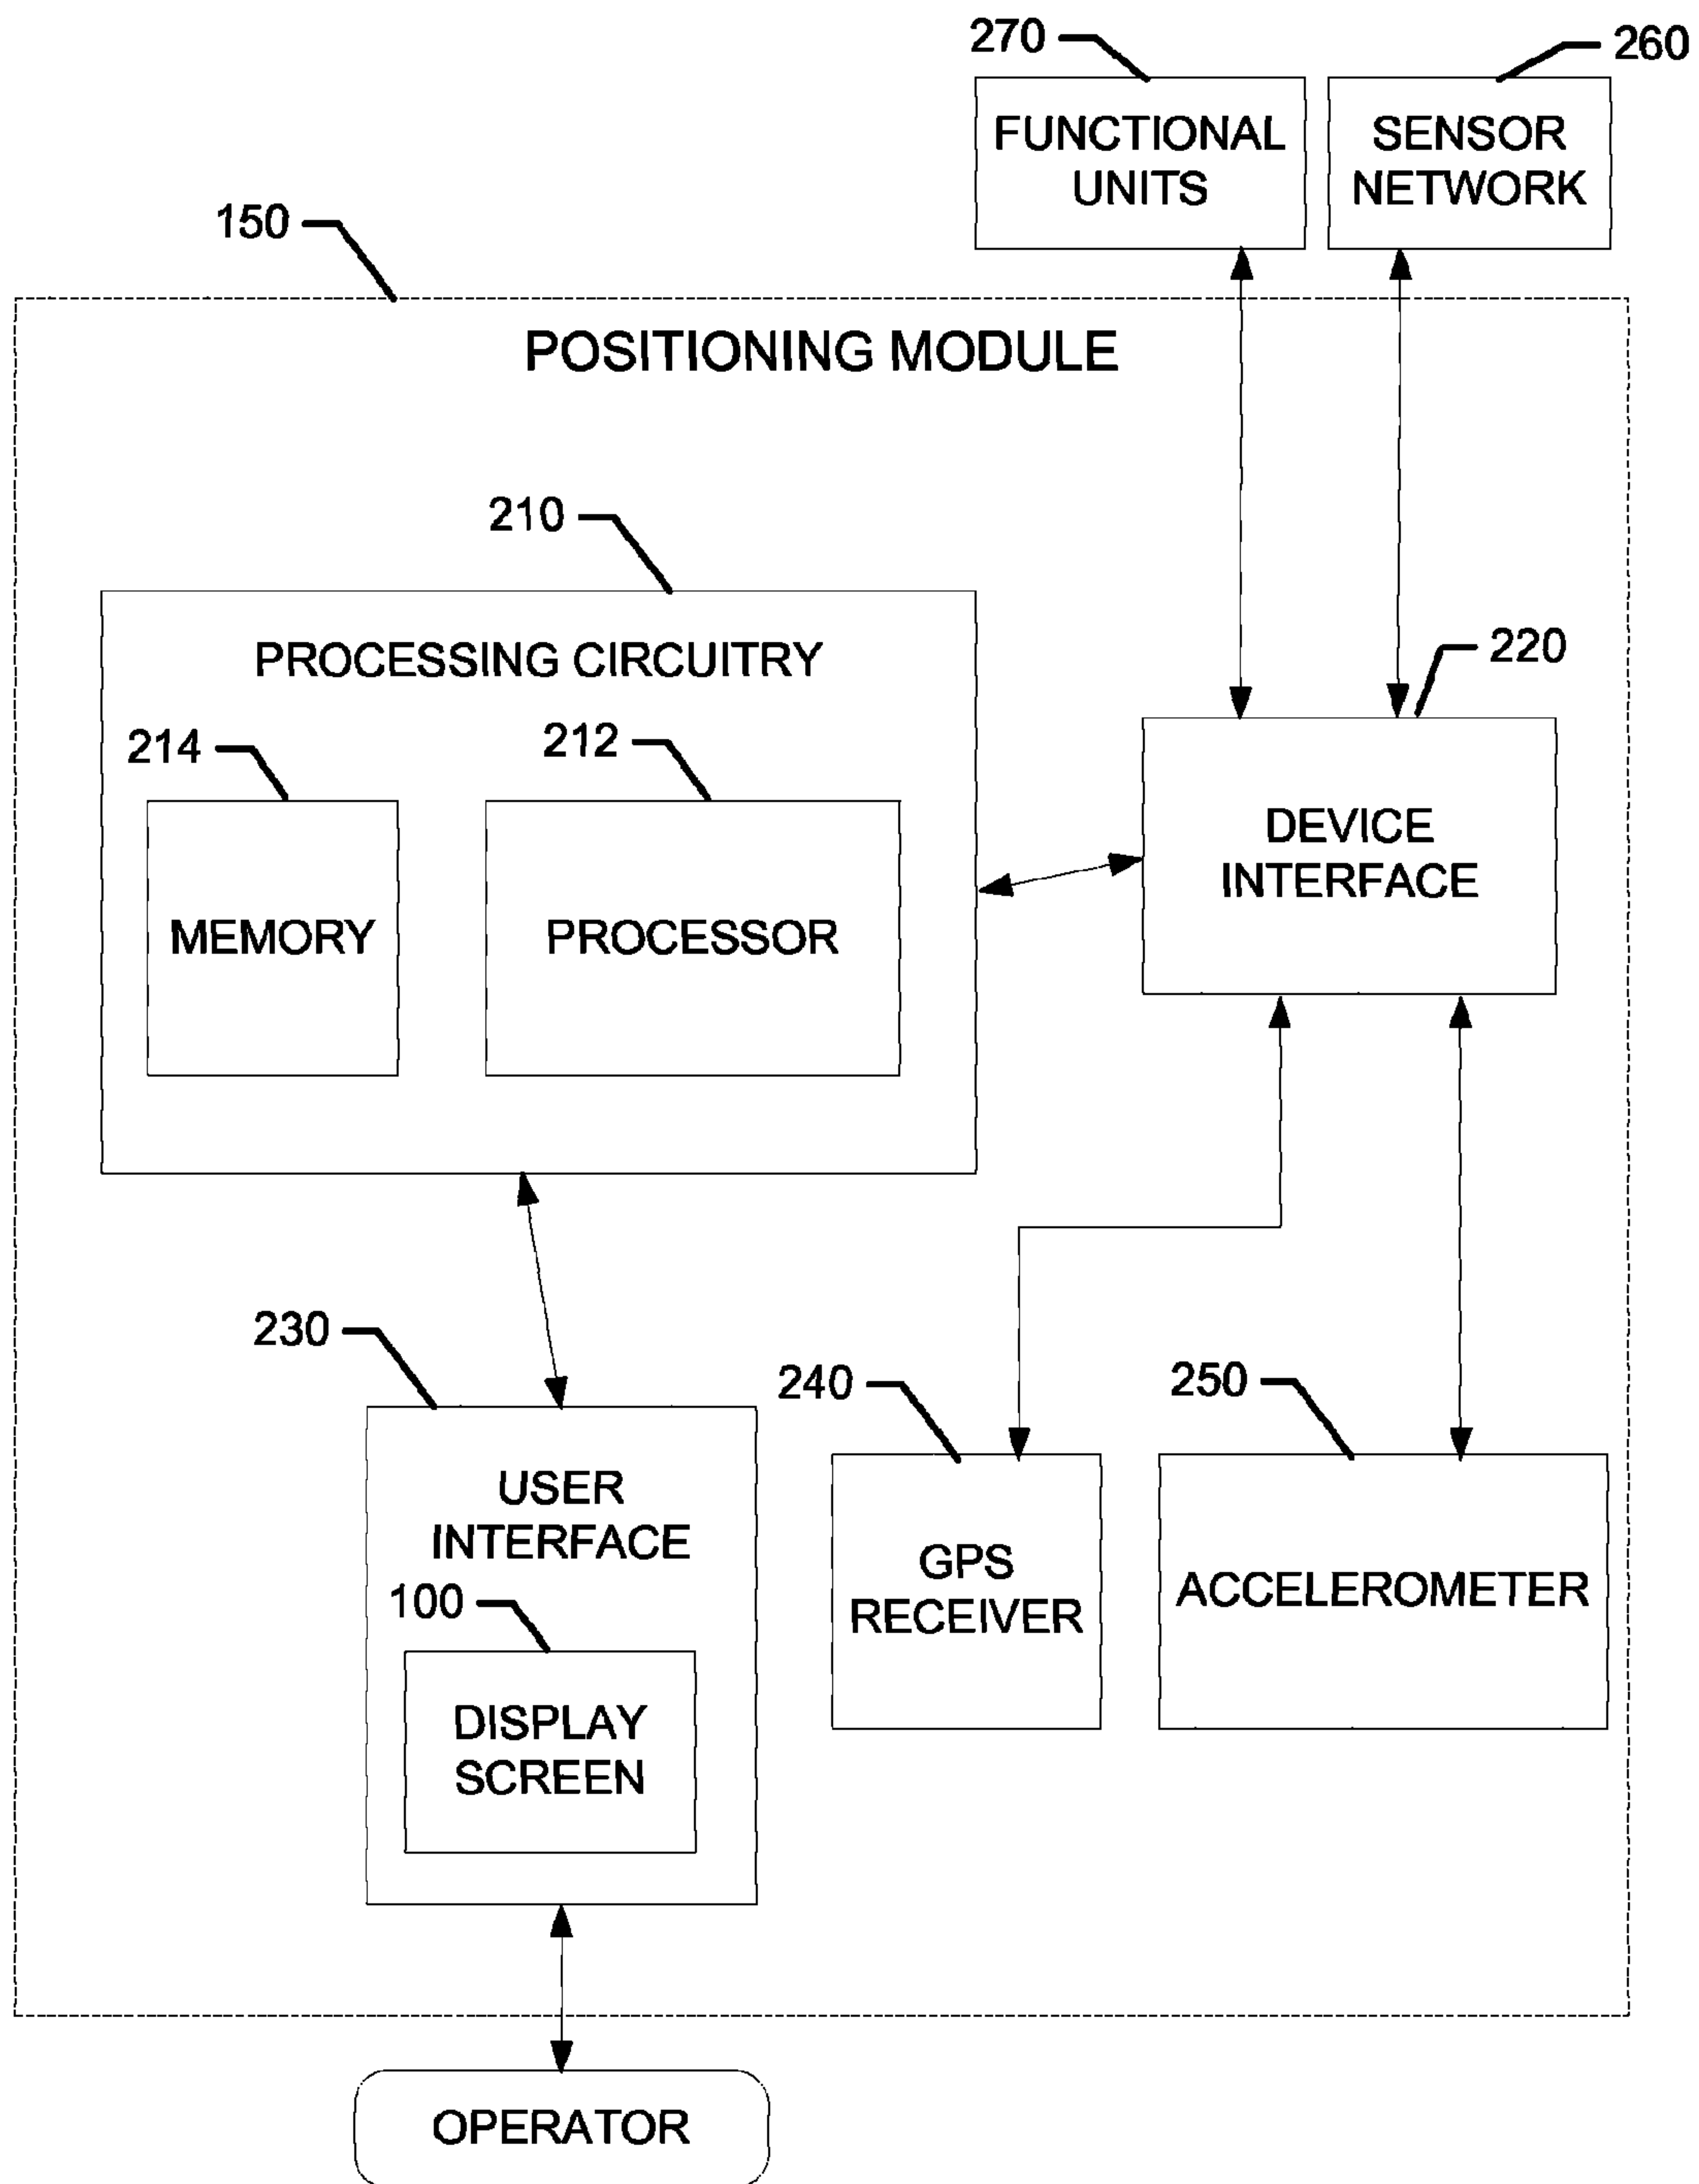 270
260
FUNCTIONAL
UNITS
SENSOR
NETWORK
150
POSITIONING MODULE
210
PROCESSING CIRCUITRY
220
214
212
MEMORY
PROCESSOR
DEVICE
INTERFACE
230
240
250
USER
INTERFACE
100
DISPLAY
SCREEN
GPS
RECEIVER
ACCELEROMETER
OPERATOR